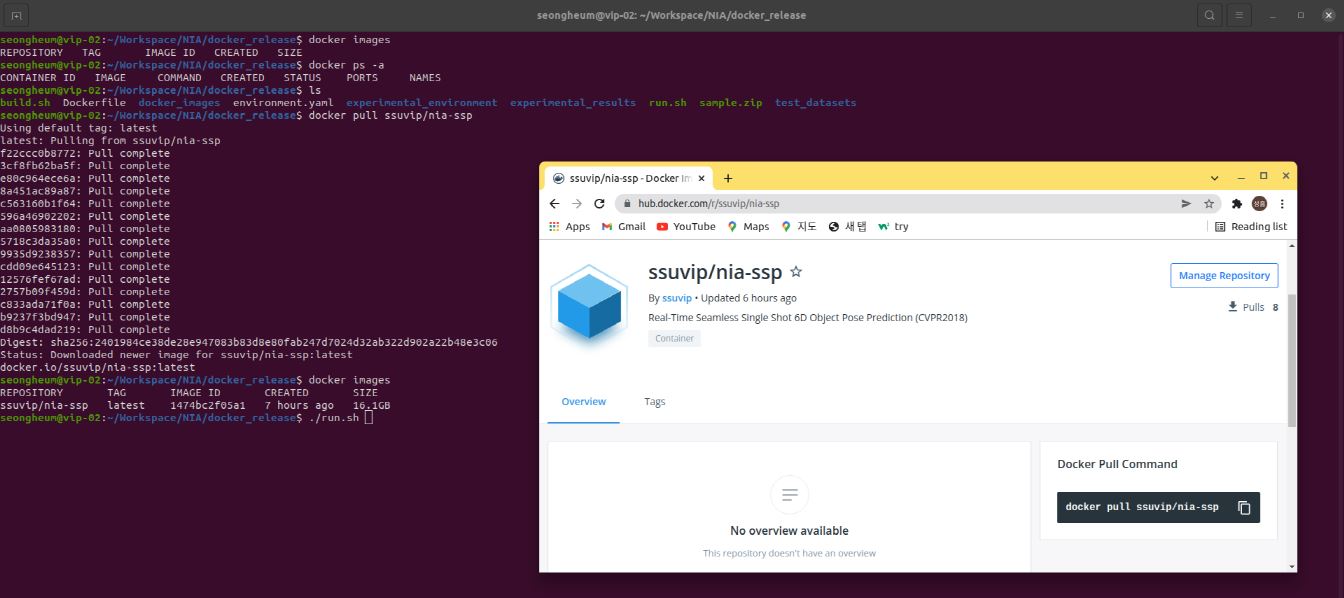 seongheum@vip-02: ~/Workspace/NIA/docker_release
seongheum@vip-02:~/Workspace/NIA/docker_release$ docker images
REPOSITORY TAG IMAGE ID CREATED SIZE
seongheum@vip-02:~/Workspace/NIA/docker_release$ docker ps -a
CONTAINER ID IMAGE COMMAND CREATED STATUS PORTS NAMES
seongheum@vip-02:~/Workspace/NIA/docker_release$ ls
build.sh Dockerfile docker_images environment.yaml experimental_environment experimental_results run.sh sample.zip test_datasets
seongheum@vip-02:~/Workspace/NIA/docker_release$ docker pull ssuvip/nia-ssp
Using default tag: latest
latest: Pulling from ssuvip/nia-ssp
f22ccc0b8772: Pull complete
3cf8fb62ba5f: Pull complete
e80c964ece6a: Pull complete
8a451ac89a87: Pull complete
c563160b1f64: Pull complete
596a46902202: Pull complete
aa0805983180: Pull complete
5718c3da35a0: Pull complete
9935d9238357: Pull complete
cdd09e645123: Pull complete
12576fef67ad: Pull complete
2757b09f459d: Pull complete
c833ada71f0a: Pull complete
b9237f3bd947: Pull complete
d8b9c4dad219: Pull complete
Digest: sha256:2401984ce38de28e947083b83d8e80fab247d7024d32ab322d902a22b48e3c06
Status: Downloaded newer image for ssuvip/nia-ssp:latest
docker.io/ssuvip/nia-ssp:latest
seongheum@vip-02:~/Workspace/NIA/docker_release$ docker images
REPOSITORY TAG IMAGE ID CREATED SIZE
ssuvip/nia-ssp latest 1474bc2f05a1 7 hours ago 16.1GB
seongheum@vip-02:~/Workspace/NIA/docker_release$ ./run.sh
ssuvip/nia-ssp - Docker Im
hub.docker.com/r/ssuvip/nia-ssp
Apps Gmail YouTube Maps 지도 새 탭 try Reading list
ssuvip/nia-ssp
Manage Repository
By ssuvip • Updated 6 hours ago
Pulls 8
Real-Time Seamless Single Shot 6D Object Pose Prediction (CVPR2018)
Container
Overview Tags
Docker Pull Command
docker pull ssuvip/nia-ssp
No overview available
This repository doesn't have an overview